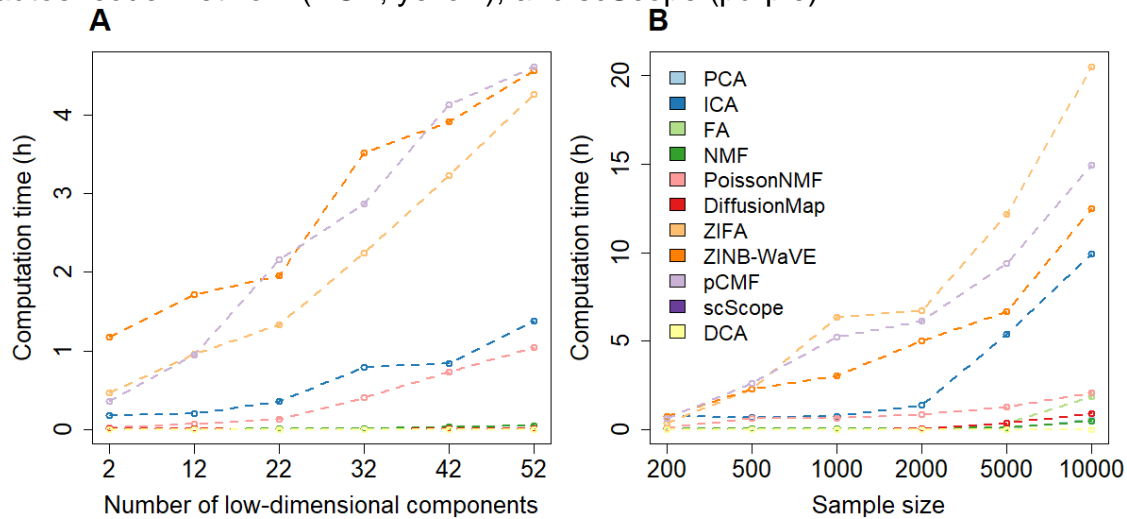 A
B
Computation time (h)
4
3
2
1
0
2 12 22 32 42 52
Number of low-dimensional components
Computation time (h)
20
15
10
5
0
PCA
ICA
FA
NMF
PoissonNMF
DiffusionMap
ZIFA
ZINB-WaVE
pCMF
scScope
DCA
200 500 1000 2000 5000 10000
Sample size